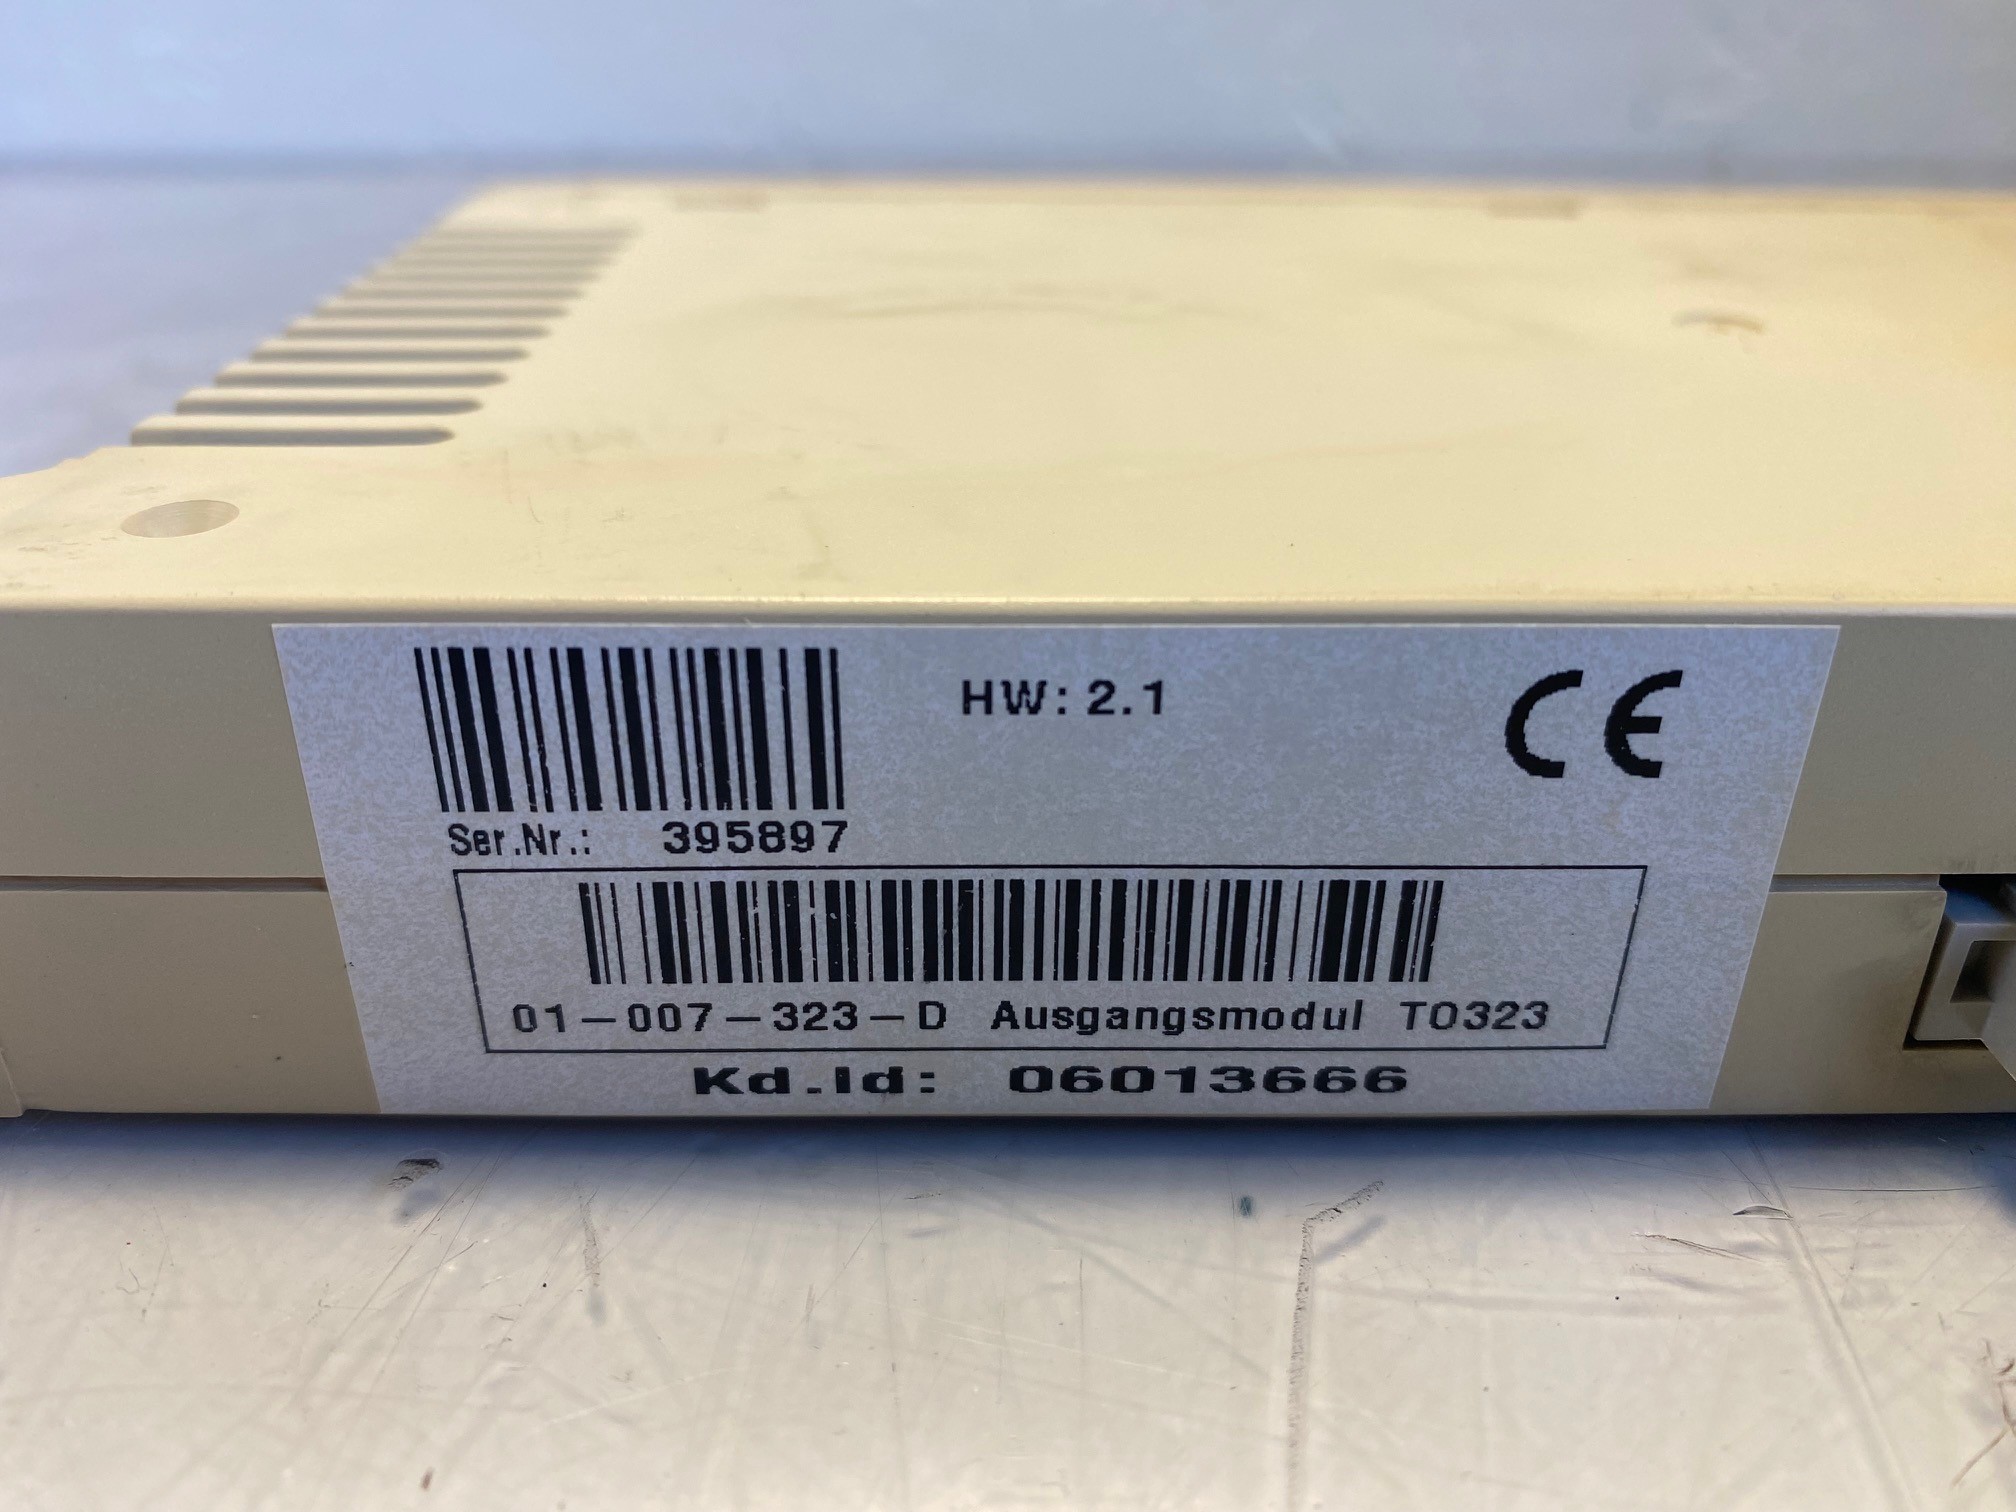 HW: 2.1
CE
Ser.Nr.: 395897
01-007-323-D Ausgangsmodul TO323
Kd.Id: 06013666